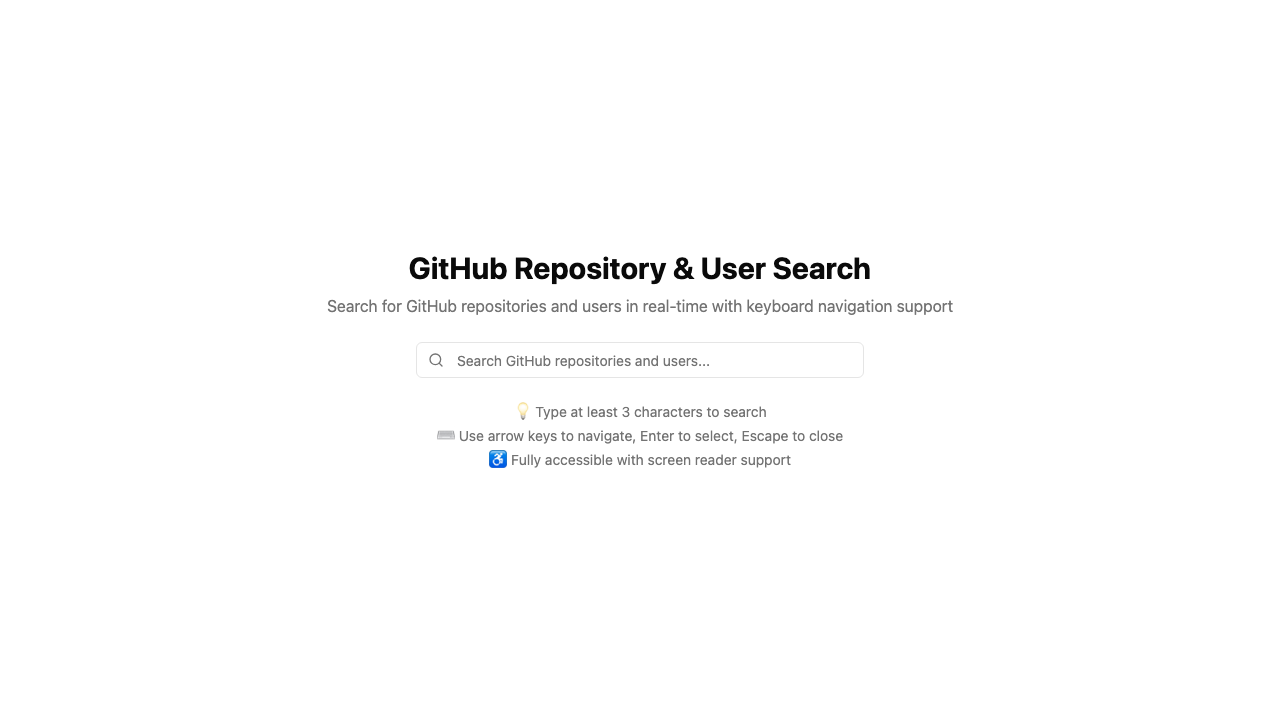 GitHub Repository & User Search
Search for GitHub repositories and users in real-time with keyboard navigation support
Search GitHub repositories and users...
💡 Type at least 3 characters to search
⌨️ Use arrow keys to navigate, Enter to select, Escape to close
♿ Fully accessible with screen reader support